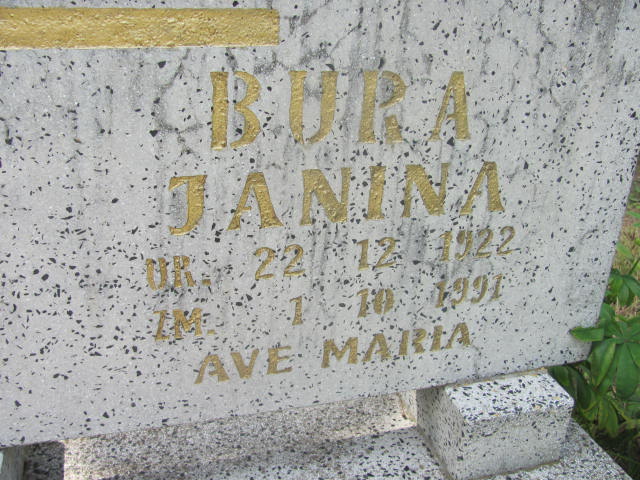 BURA
JANINA
UR. 22 12 1922
ZM. 1 10 1991
AVE MARIA